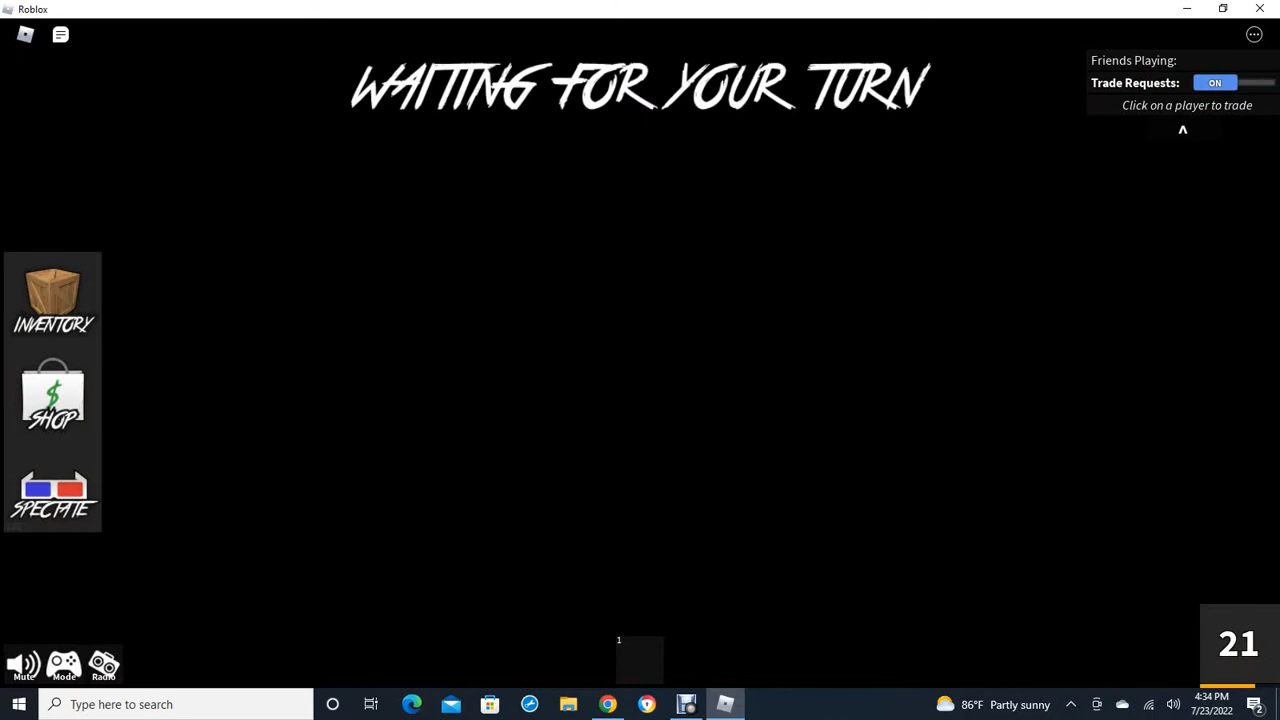 Roblox
WAITING FOR YOUR TURN
Friends Playing:
Trade Requests: ON
Click on a player to trade
^
INVENTORY
$
SHOP
SPECTATE
1
21
Mute Mode Radio
Type here to search
86°F Partly sunny
4:34 PM
7/23/2022
2